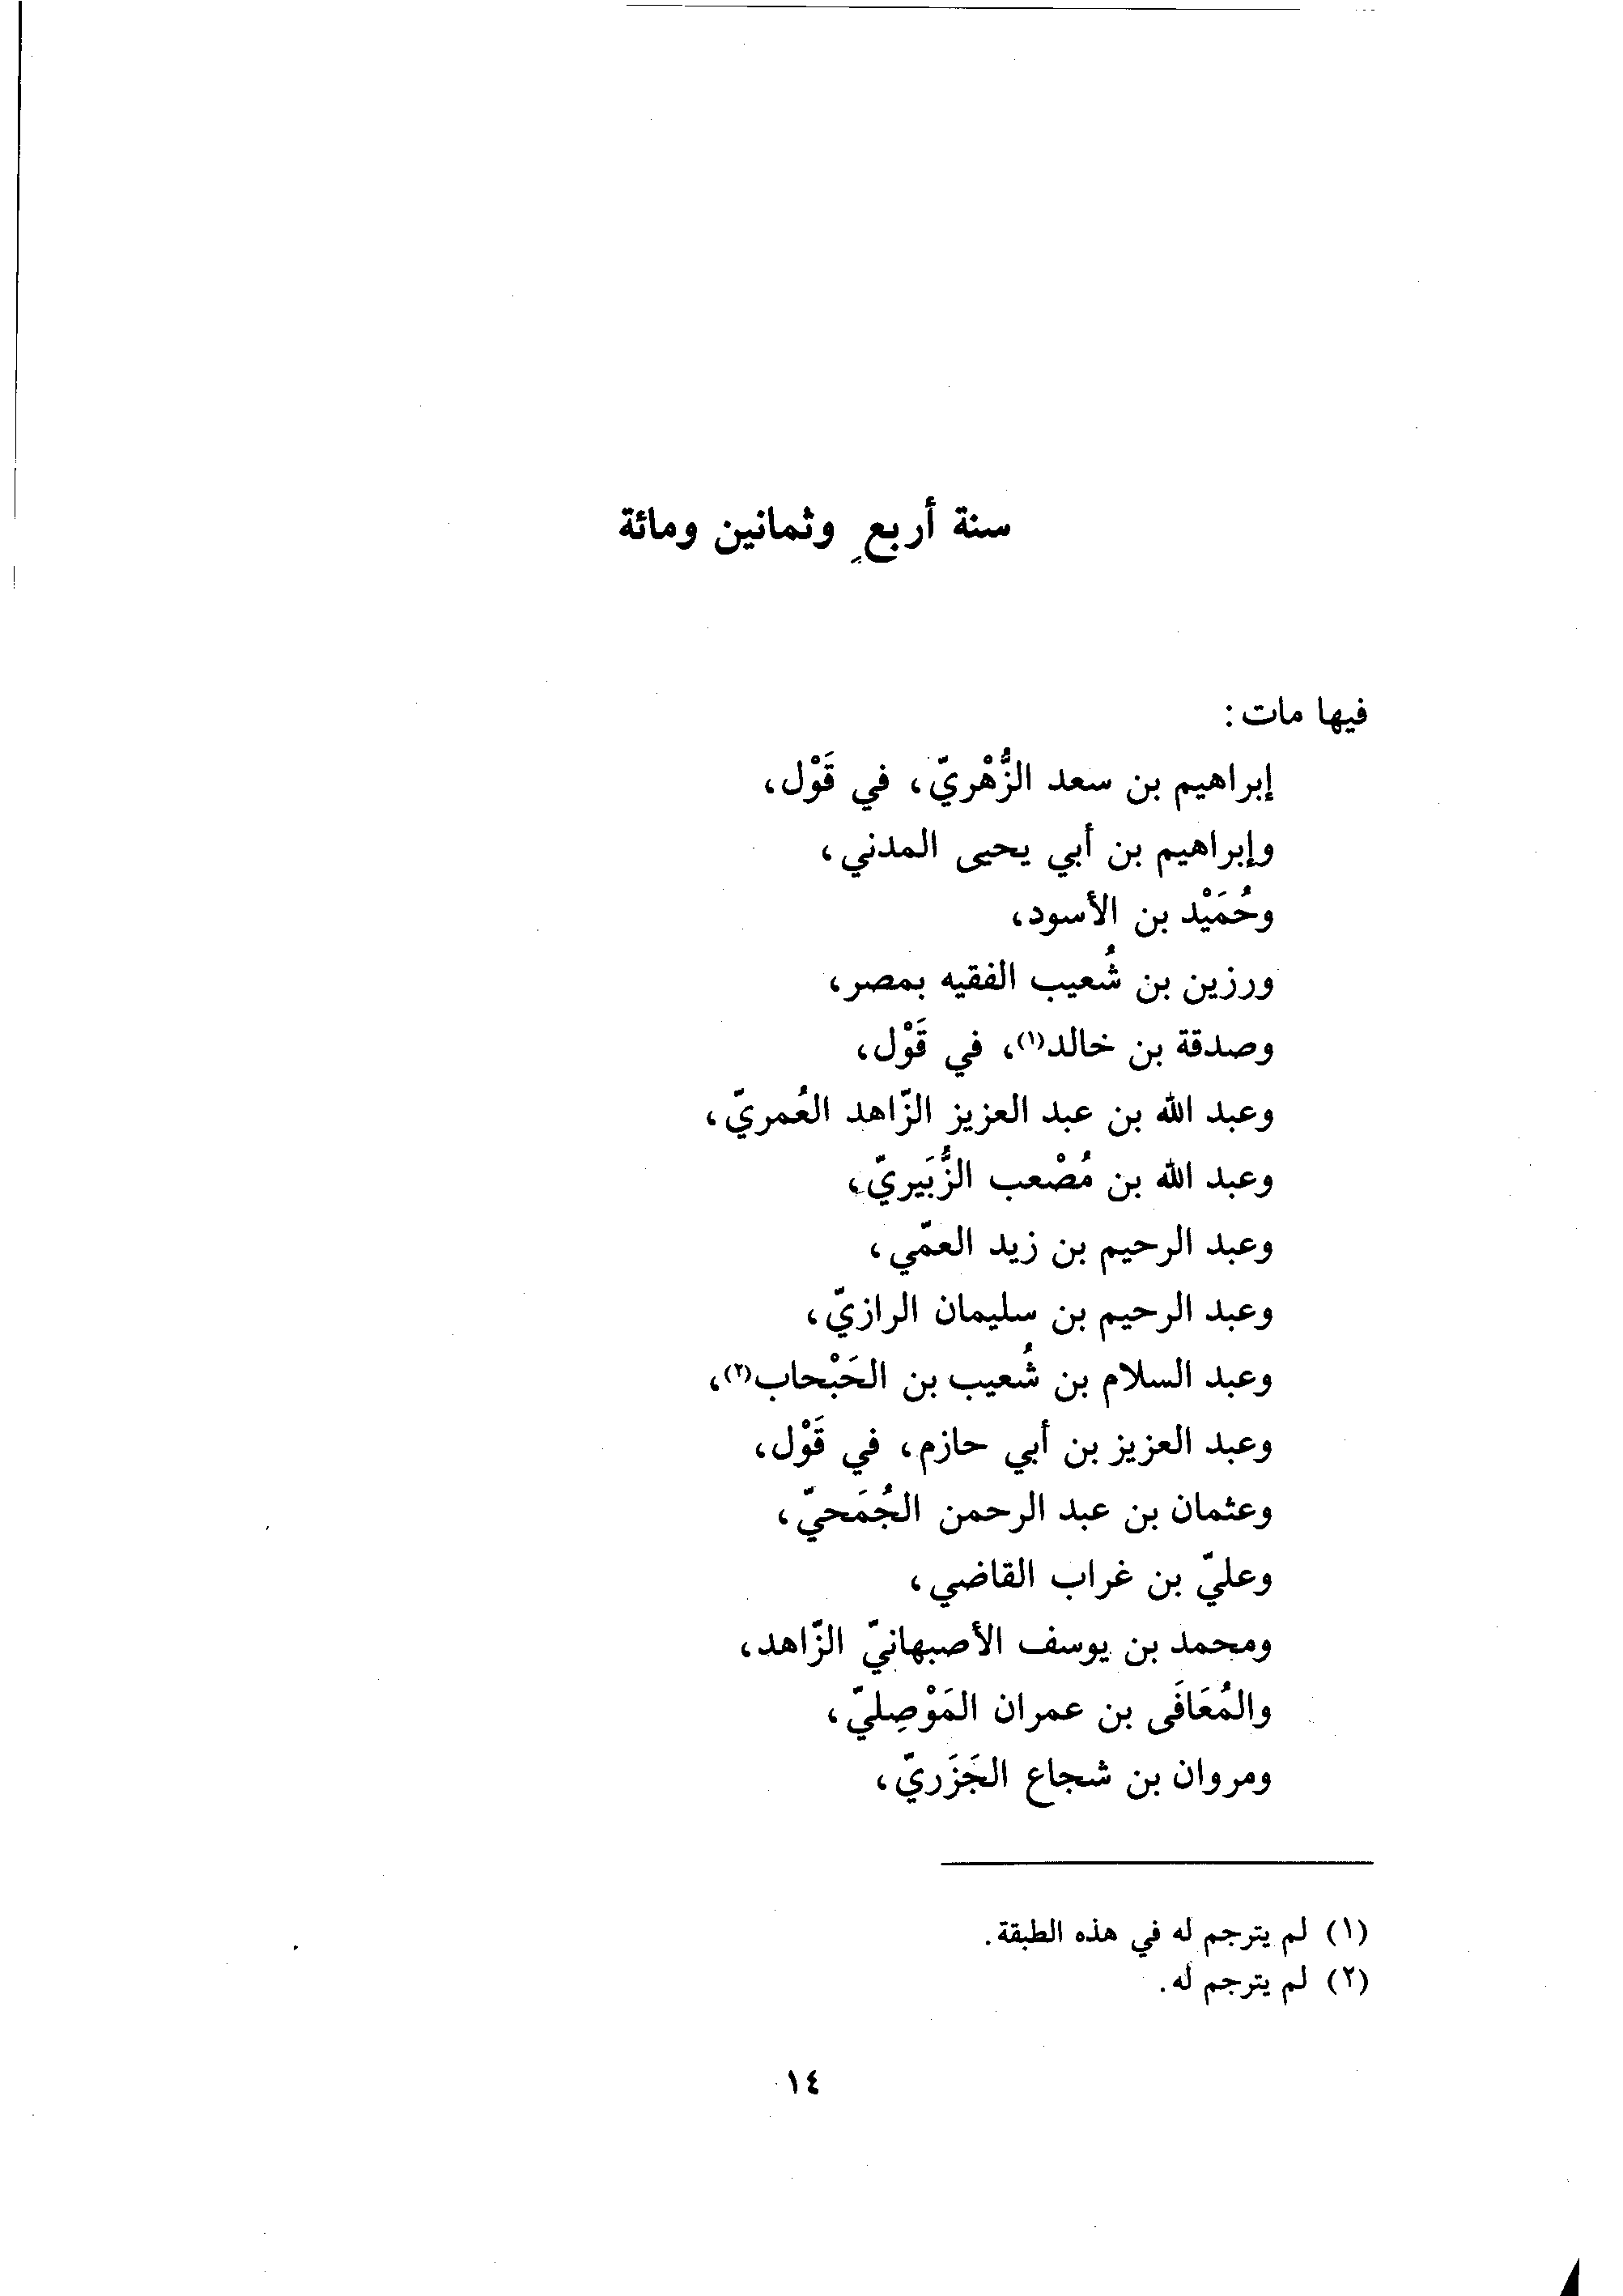 سنة أربعٍ وثمانين ومائة
فيها مات:
إبراهيم بن سعد الزُّهْريّ، في قَوْل،
وإبراهيم بن أبي يحيى المدني،
وحُمَيْد بن الأسود،
ورزين بن شُعيب الفقيه بمصر،
وصدقة بن خالد(١)، في قَوْل،
وعبد الله بن عبد العزيز الزّاهد العُمريّ،
وعبد الله بن مُصْعب الزُّبَيريّ،
وعبد الرحيم بن زيد العمّي،
وعبد الرحيم بن سليمان الرازيّ،
وعبد السلام بن شُعيب بن الحَبْحاب(٢)،
وعبد العزيز بن أبي حازم، في قَوْل،
وعثمان بن عبد الرحمن الجُمَحيّ،
وعليّ بن غراب القاضي،
ومحمد بن يوسف الأصبهانيّ الزّاهد،
والمُعَافَى بن عمران المَوْصِليّ،
ومروان بن شجاع الجَزَريّ،
(١) لم يترجم له في هذه الطبقة.
(٢) لم يترجم له.
١٤